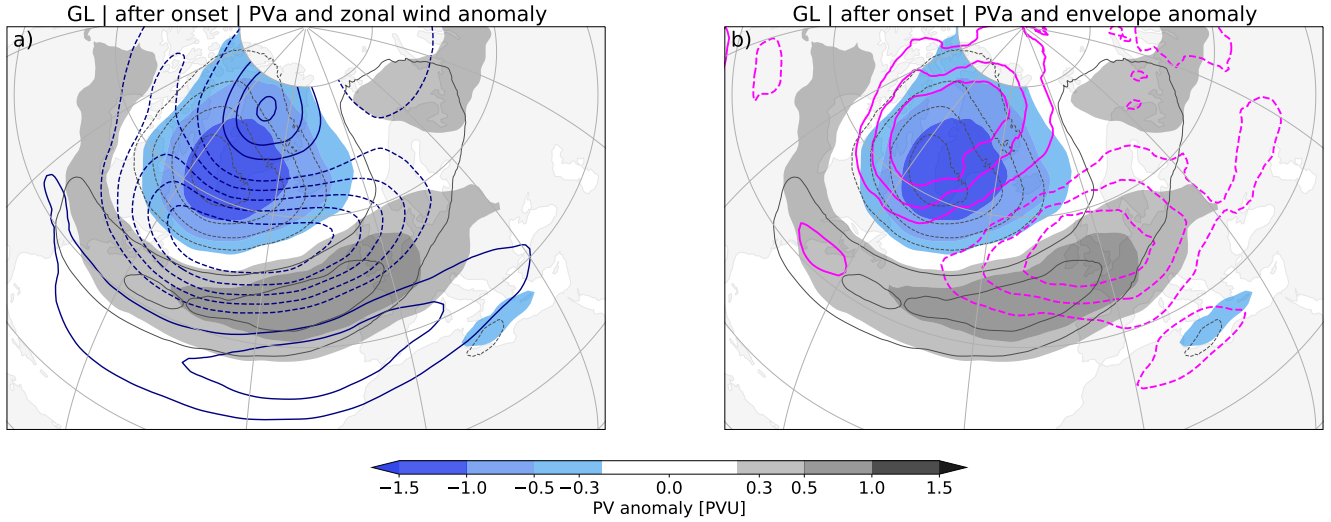 GL | after onset | PVa and zonal wind anomaly
GL | after onset | PVa and envelope anomaly
a)
b)
−1.5 −1.0 −0.5 −0.3 0.0 0.3 0.5 1.0 1.5
PV anomaly [PVU]